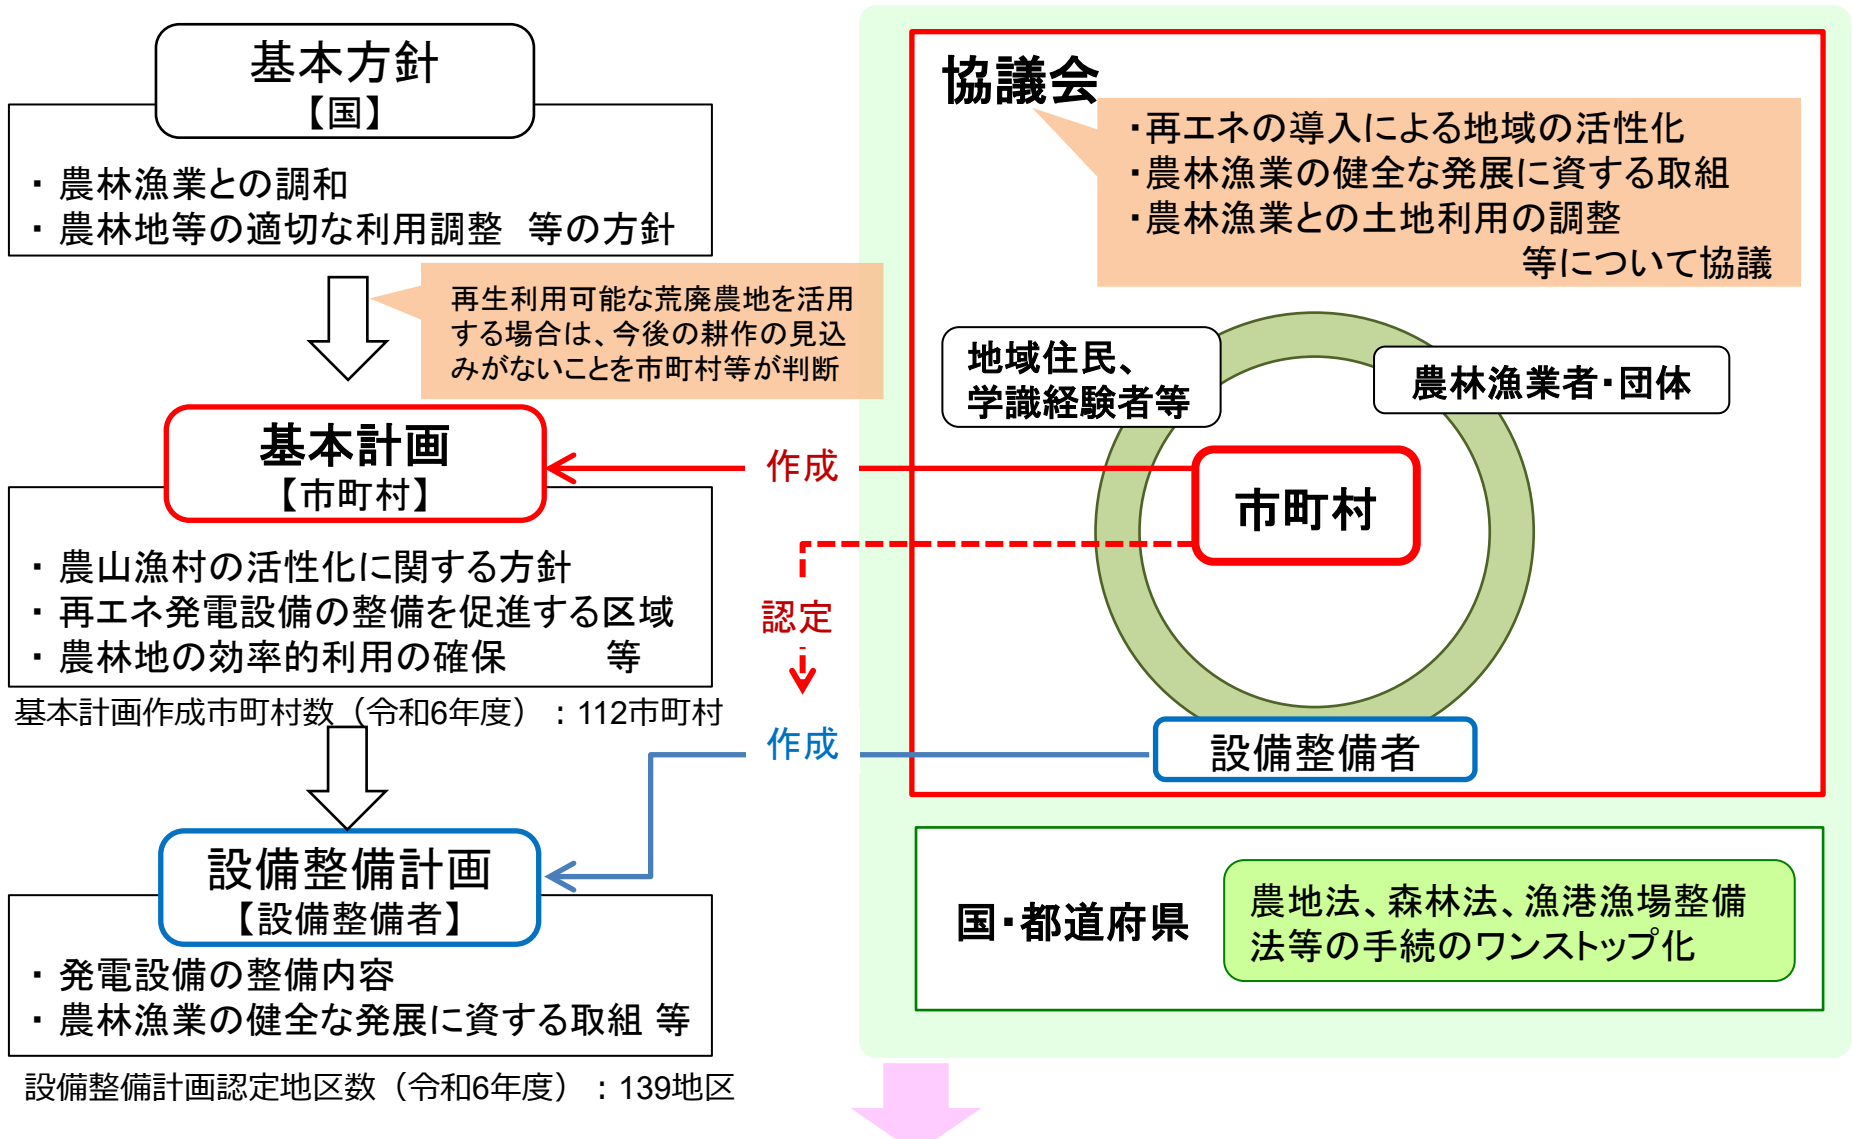 基本方針
【国】
・ 農林漁業との調和
・ 農林地等の適切な利用調整　等の方針
再生利用可能な荒廃農地を活用
する場合は、今後の耕作の見込
みがないことを市町村等が判断
基本計画
【市町村】
・ 農山漁村の活性化に関する方針
・ 再エネ発電設備の整備を促進する区域
・ 農林地の効率的利用の確保　　　等
基本計画作成市町村数（令和6年度）：112市町村
設備整備計画
【設備整備者】
・ 発電設備の整備内容
・ 農林漁業の健全な発展に資する取組 等
設備整備計画認定地区数（令和6年度）：139地区
作成
認定
作成
協議会
・再エネの導入による地域の活性化
・農林漁業の健全な発展に資する取組
・農林漁業との土地利用の調整
等について協議
地域住民、
学識経験者等
農林漁業者・団体
市町村
設備整備者
国・都道府県
農地法、森林法、漁港漁場整備
法等の手続のワンストップ化